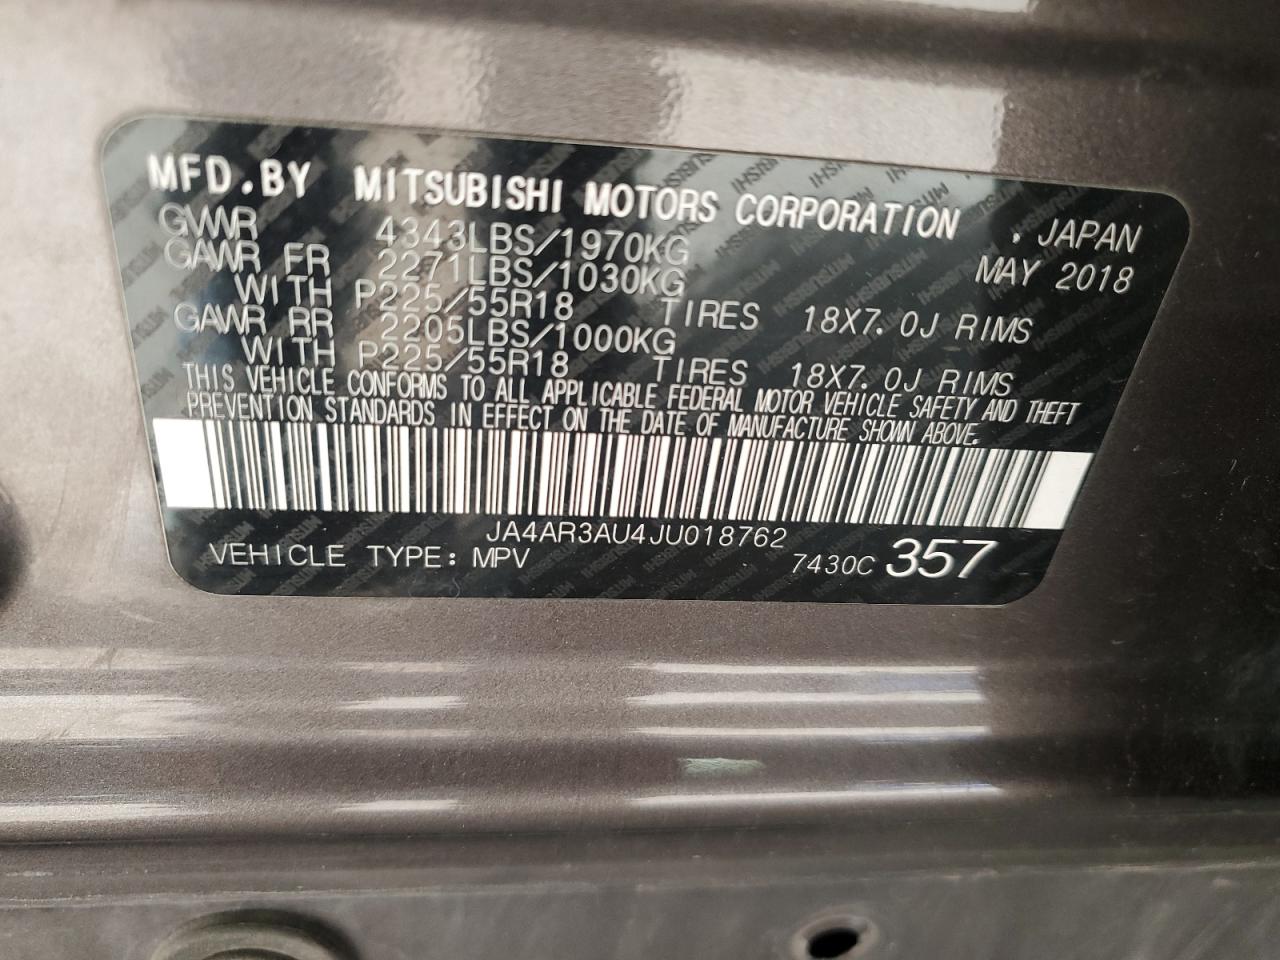 MFD.BY MITSUBISHI MOTORS CORPORATION , JAPAN
GVWR 4343LBS/1970KG MAY 2018
GAWR FR 2271LBS/1030KG
WITH P225/55R18 TIRES 18X7.0J RIMS
GAWR RR 2205LBS/1000KG
WITH P225/55R18 TIRES 18X7.0J RIMS
THIS VEHICLE CONFORMS TO ALL APPLICABLE FEDERAL MOTOR VEHICLE SAFETY AND THEFT
PREVENTION STANDARDS IN EFFECT ON THE DATE OF MANUFACTURE SHOWN ABOVE.
JA4AR3AU4JU018762
VEHICLE TYPE: MPV 7430C 357